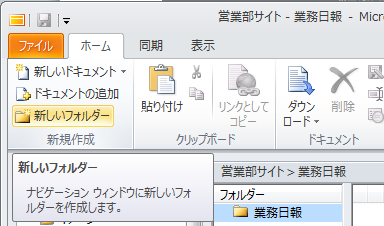 営業部サイト - 業務日報 - Micro
ファイル ホーム 同期 表示
新しいドキュメント
ドキュメントの追加
新しいフォルダー
新規作成
貼り付け
リンクとして
コピー
クリップボード
ダウン
ロード
削除
ドキュメント
新しいフォルダー
ナビゲーション ウィンドウに新しいフォ
ルダーを作成します。
営業部サイト > 業務日報
フォルダー
業務日報